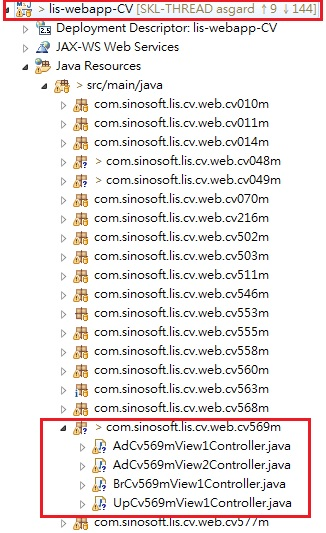 > lis-webapp-CV [SKL-THREAD asgard ↑9 ↓144]
Deployment Descriptor: lis-webapp-CV
JAX-WS Web Services
Java Resources
> src/main/java
com.sinosoft.lis.cv.web.cv010m
com.sinosoft.lis.cv.web.cv011m
com.sinosoft.lis.cv.web.cv014m
> com.sinosoft.lis.cv.web.cv048m
> com.sinosoft.lis.cv.web.cv049m
com.sinosoft.lis.cv.web.cv070m
com.sinosoft.lis.cv.web.cv216m
com.sinosoft.lis.cv.web.cv502m
com.sinosoft.lis.cv.web.cv503m
com.sinosoft.lis.cv.web.cv511m
com.sinosoft.lis.cv.web.cv546m
com.sinosoft.lis.cv.web.cv553m
com.sinosoft.lis.cv.web.cv555m
com.sinosoft.lis.cv.web.cv558m
com.sinosoft.lis.cv.web.cv560m
com.sinosoft.lis.cv.web.cv563m
com.sinosoft.lis.cv.web.cv568m
> com.sinosoft.lis.cv.web.cv569m
AdCv569mView1Controller.java
AdCv569mView2Controller.java
BrCv569mView1Controller.java
UpCv569mView1Controller.java
com.sinosoft.lis.cv.web.cv577m